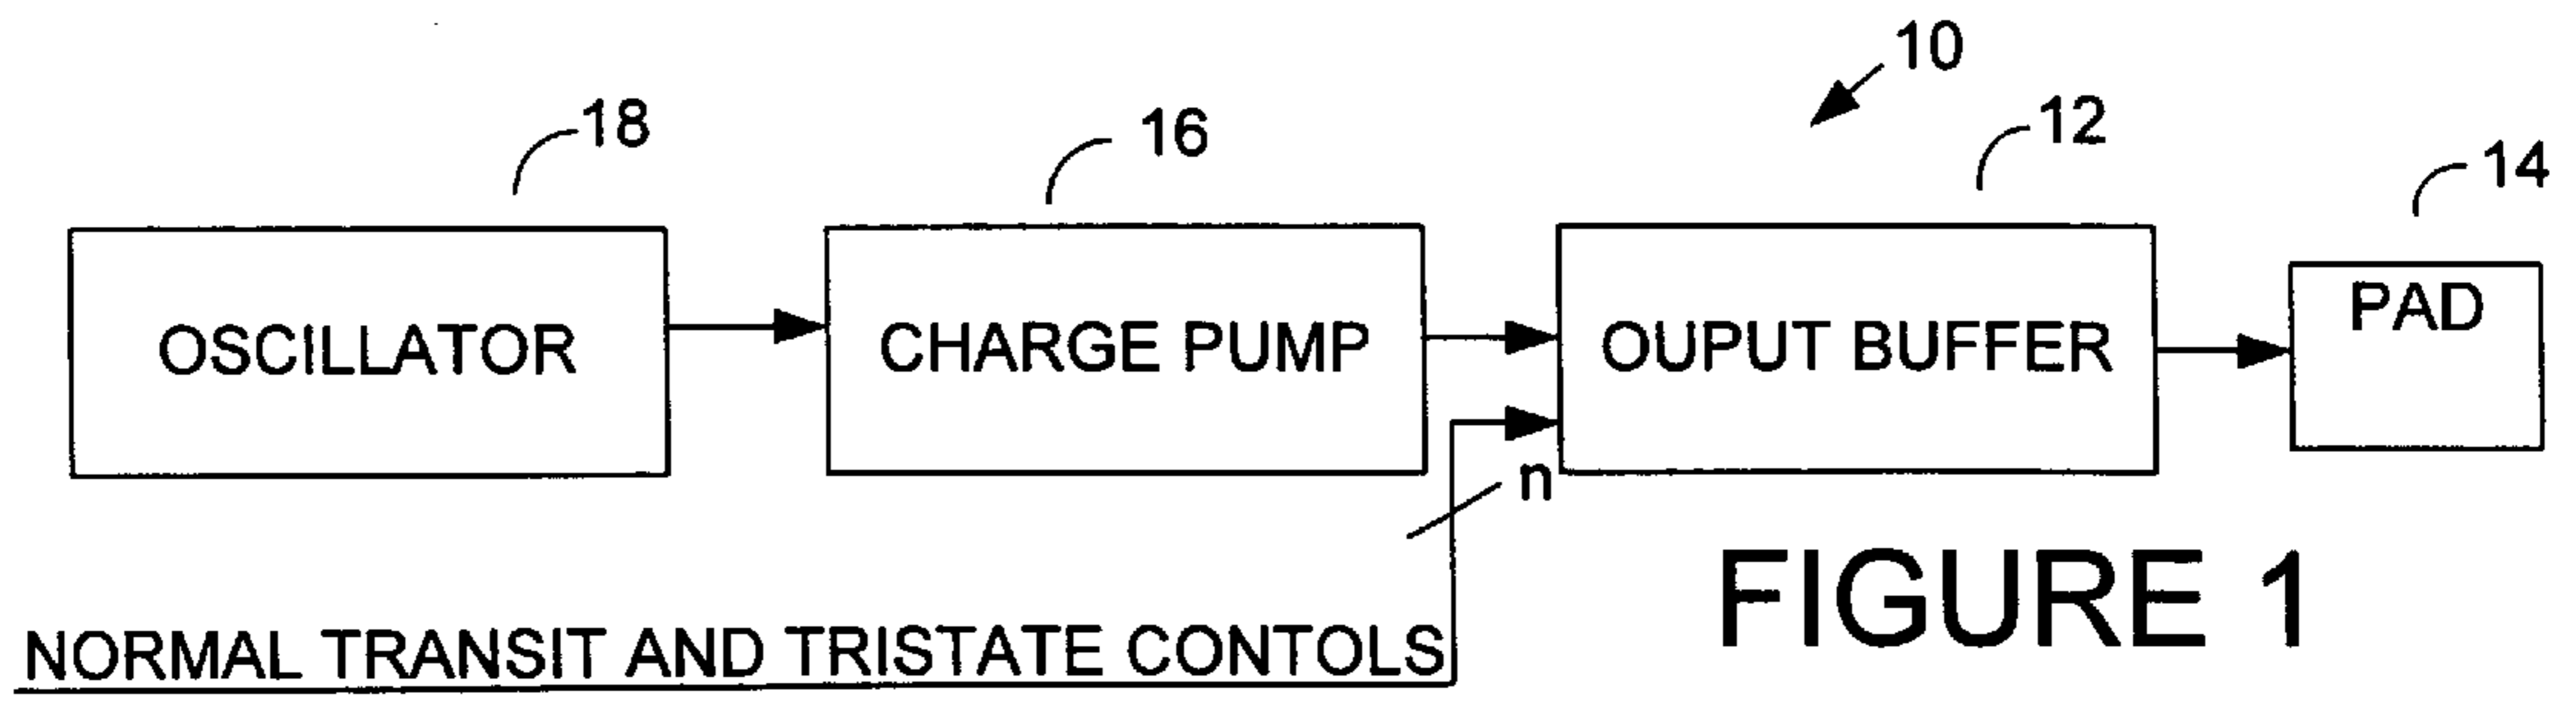 10
18
16
12
14
OSCILLATOR
CHARGE PUMP
OUPUT BUFFER
PAD
n
FIGURE 1
NORMAL TRANSIT AND TRISTATE CONTOLS